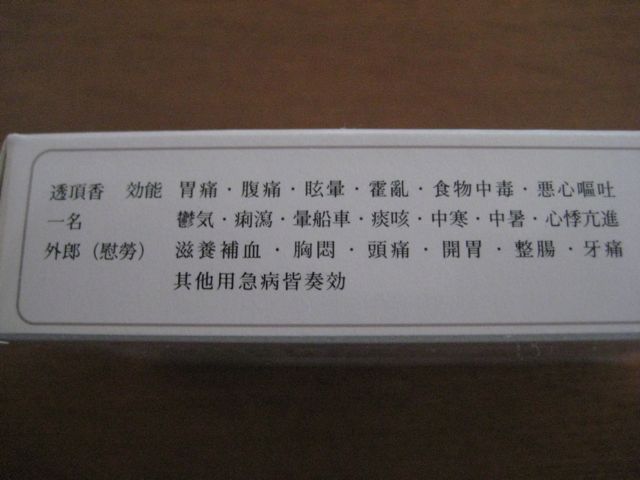 透頂香 効能 胃痛・腹痛・眩暈・霍亂・食物中毒・悪心嘔吐
一名 鬱気・痢瀉・暈船車・痰咳・中寒・中暑・心悸亢進
外郎(慰勞) 滋養補血・胸悶・頭痛・開胃・整腸・牙痛
其他用急病皆奏効